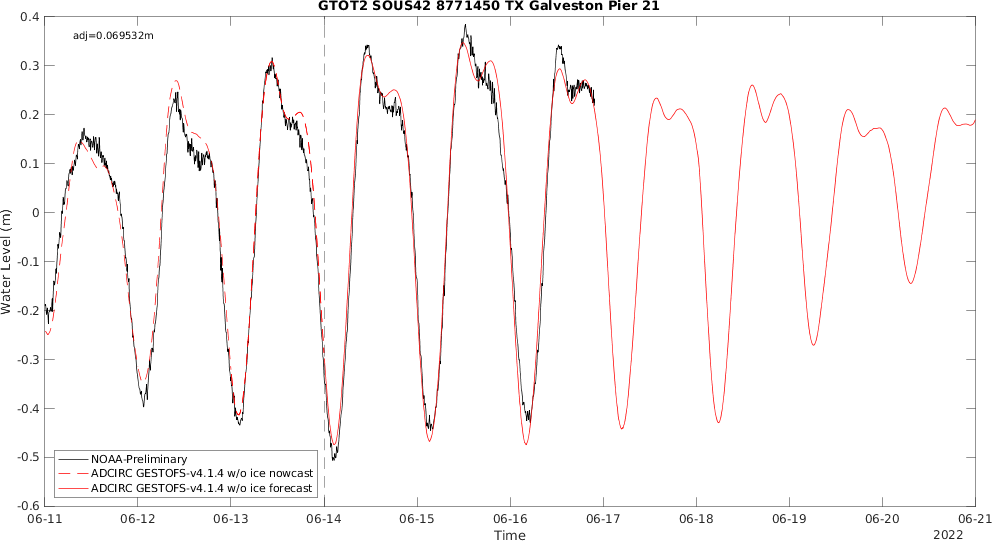 GTOT2 SOUS42 8771450 TX Galveston Pier 21
adj=0.069532m
0.4
0.3
0.2
0.1
0
-0.1
-0.2
-0.3
-0.4
-0.5
-0.6
Water Level (m)
NOAA-Preliminary
ADCIRC GESTOFS-v4.1.4 w/o ice nowcast
ADCIRC GESTOFS-v4.1.4 w/o ice forecast
06-11 06-12 06-13 06-14 06-15 06-16 06-17 06-18 06-19 06-20 06-21
Time
2022